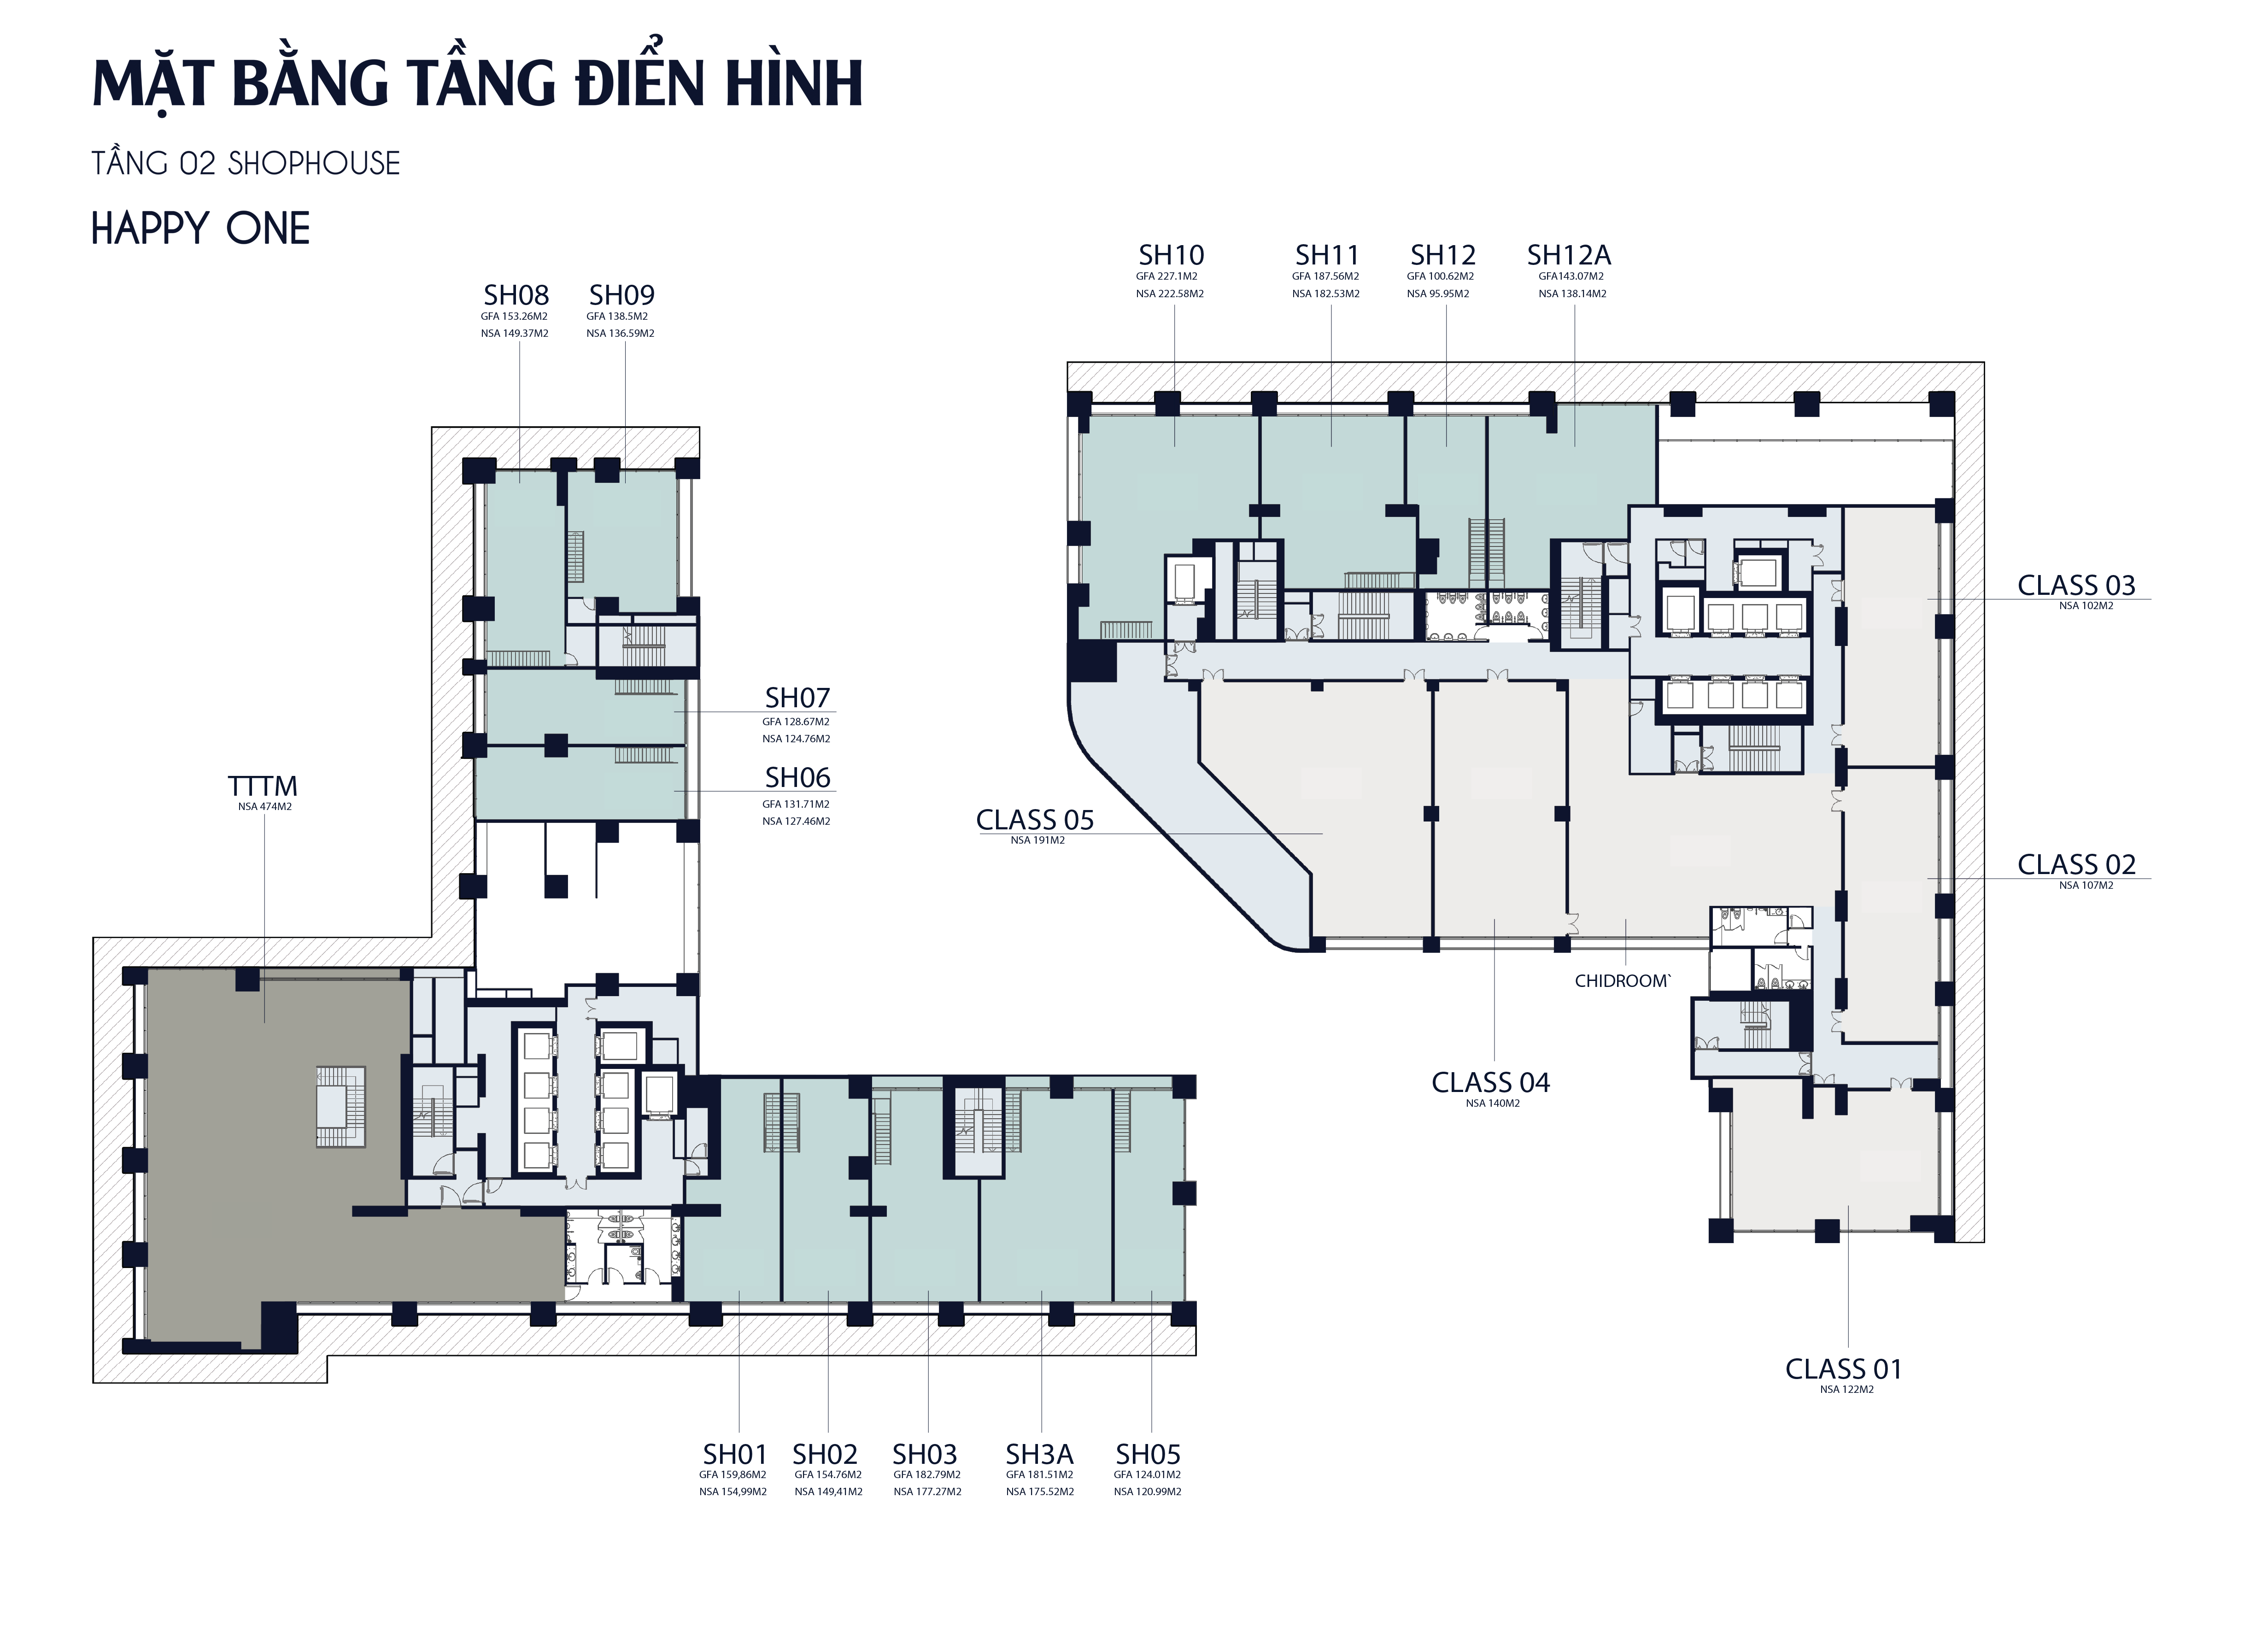 MẶT BẰNG TẦNG ĐIỂN HÌNH
TẦNG 02 SHOPHOUSE
HAPPY ONE
SH10
GFA 227.1M2
NSA 222.58M2
SH11
GFA 187.56M2
NSA 182.53M2
SH12
GFA 100.62M2
NSA 95.95M2
SH12A
GFA143.07M2
NSA 138.14M2
SH08
GFA 153.26M2
NSA 149.37M2
SH09
GFA 138.5M2
NSA 136.59M2
CLASS 03
NSA 102M2
SH07
GFA 128.67M2
NSA 124.76M2
SH06
GFA 131.71M2
NSA 127.46M2
TTTM
NSA 474M2
CLASS 05
NSA 191M2
CLASS 02
NSA 107M2
CHIDROOM`
CLASS 04
NSA 140M2
CLASS 01
NSA 122M2
SH01
GFA 159,86M2
NSA 154,99M2
SH02
GFA 154.76M2
NSA 149,41M2
SH03
GFA 182.79M2
NSA 177.27M2
SH3A
GFA 181.51M2
NSA 175.52M2
SH05
GFA 124.01M2
NSA 120.99M2